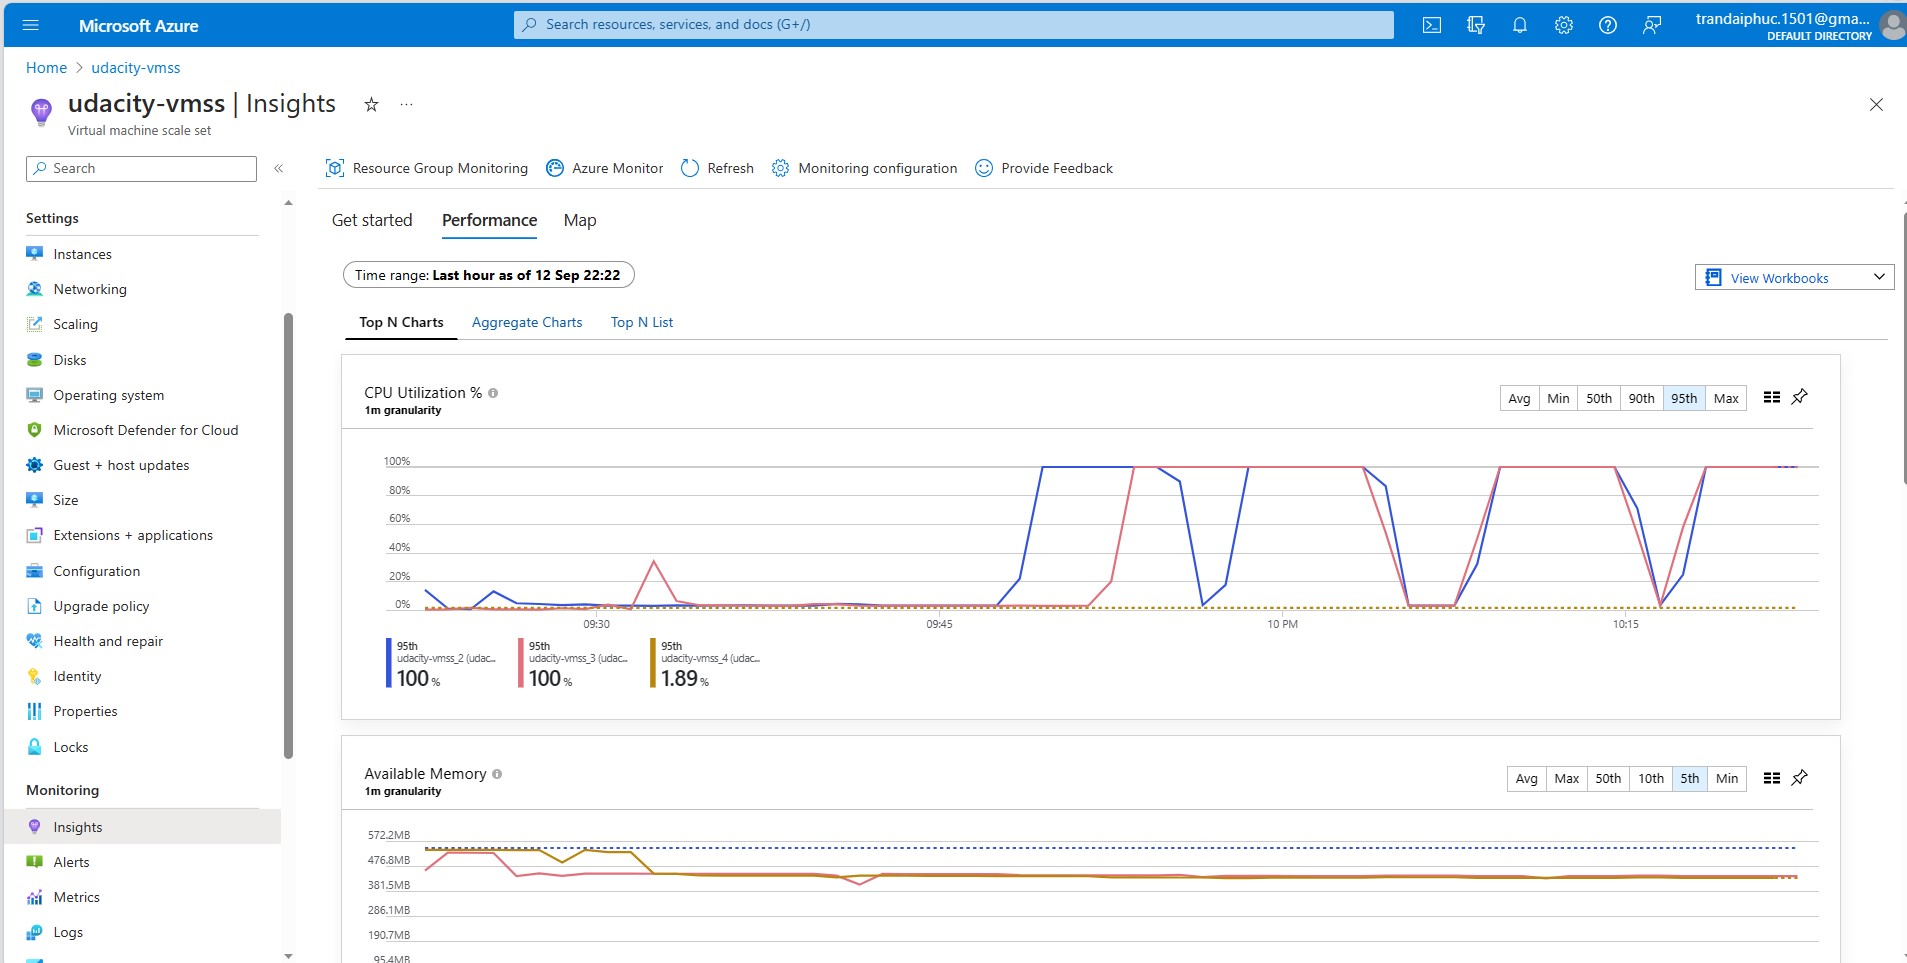 Microsoft Azure
Search resources, services, and docs (G+/)
trandaiphuc.1501@gma...
DEFAULT DIRECTORY
Home > udacity-vmss
udacity-vmss | Insights
Virtual machine scale set
Search
Resource Group Monitoring
Azure Monitor
Refresh
Monitoring configuration
Provide Feedback
Settings
Instances
Networking
Scaling
Disks
Operating system
Microsoft Defender for Cloud
Guest + host updates
Size
Extensions + applications
Configuration
Upgrade policy
Health and repair
Identity
Properties
Locks
Monitoring
Insights
Alerts
Metrics
Logs
Get started
Performance
Map
Time range: Last hour as of 12 Sep 22:22
View Workbooks
Top N Charts
Aggregate Charts
Top N List
CPU Utilization %
1m granularity
Avg
Min
50th
90th
95th
Max
100%
80%
60%
40%
20%
0%
09:30
09:45
10 PM
10:15
95th
udacity-vmss_2 (udac...
100 %
95th
udacity-vmss_3 (udac...
100 %
95th
udacity-vmss_4 (udac...
1.89 %
Available Memory
1m granularity
Avg
Max
50th
10th
5th
Min
572.2MB
476.8MB
381.5MB
286.1MB
190.7MB
95.4MB